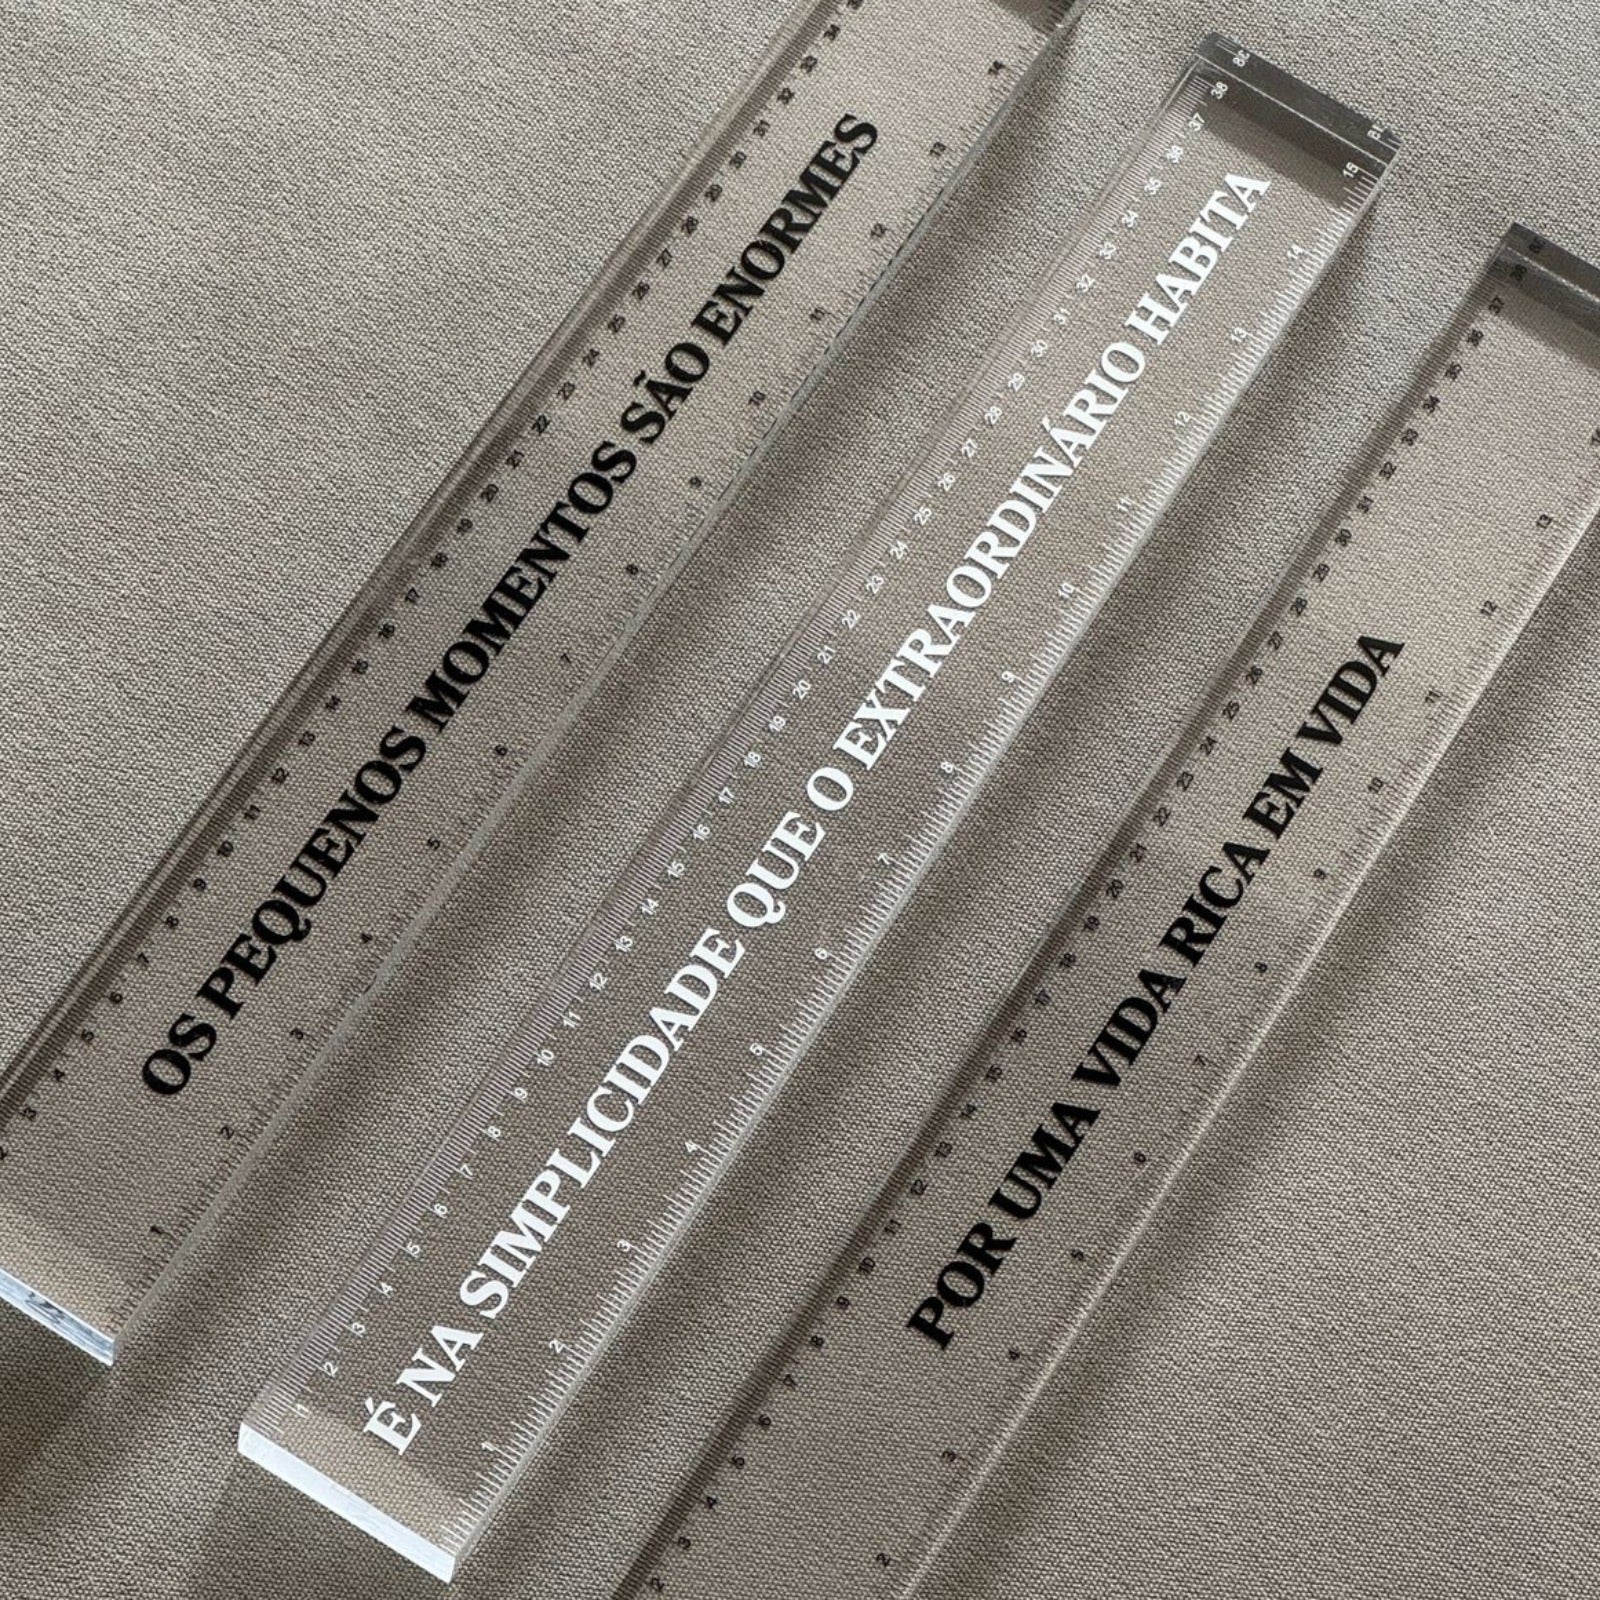 OS PEQUENOS MOMENTOS SÃO ENORMES
É NA SIMPLICIDADE QUE O EXTRAORDINÁRIO HABITA
POR UMA VIDA RICA EM VIDA